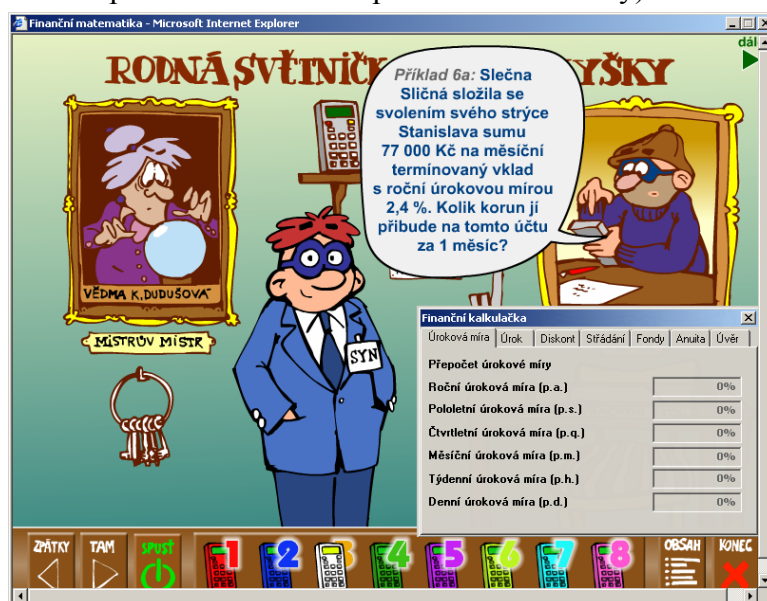 Finanční matematika - Microsoft Internet Explorer
dál
RODNÁ SVĚTNIČK
YŠKY
Příklad 6a: Slečna
Sličná složila se
svolením svého strýce
Stanislava sumu
77 000 Kč na měsíční
termínovaný vklad
s roční úrokovou mírou
2,4 %. Kolik korun jí
přibude na tomto účtu
za 1 měsíc?
VĚDMA K. DUDUŠOVÁ
MISTRŮV MISTR
SYN
Finanční kalkulačka
Úroková míra Úrok Diskont Střádání Fondy Anuita Úvěr
Přepočet úrokové míry
Roční úroková míra (p.a.) 0%
Pololetní úroková míra (p.s.) 0%
Čtvrtletní úroková míra (p.q.) 0%
Měsíční úroková míra (p.m.) 0%
Týdenní úroková míra (p.h.) 0%
Denní úroková míra (p.d.) 0%
ZPÁTKY TAM SPUSŤ 1 2 3 4 5 6 7 8 OBSAH KONEC